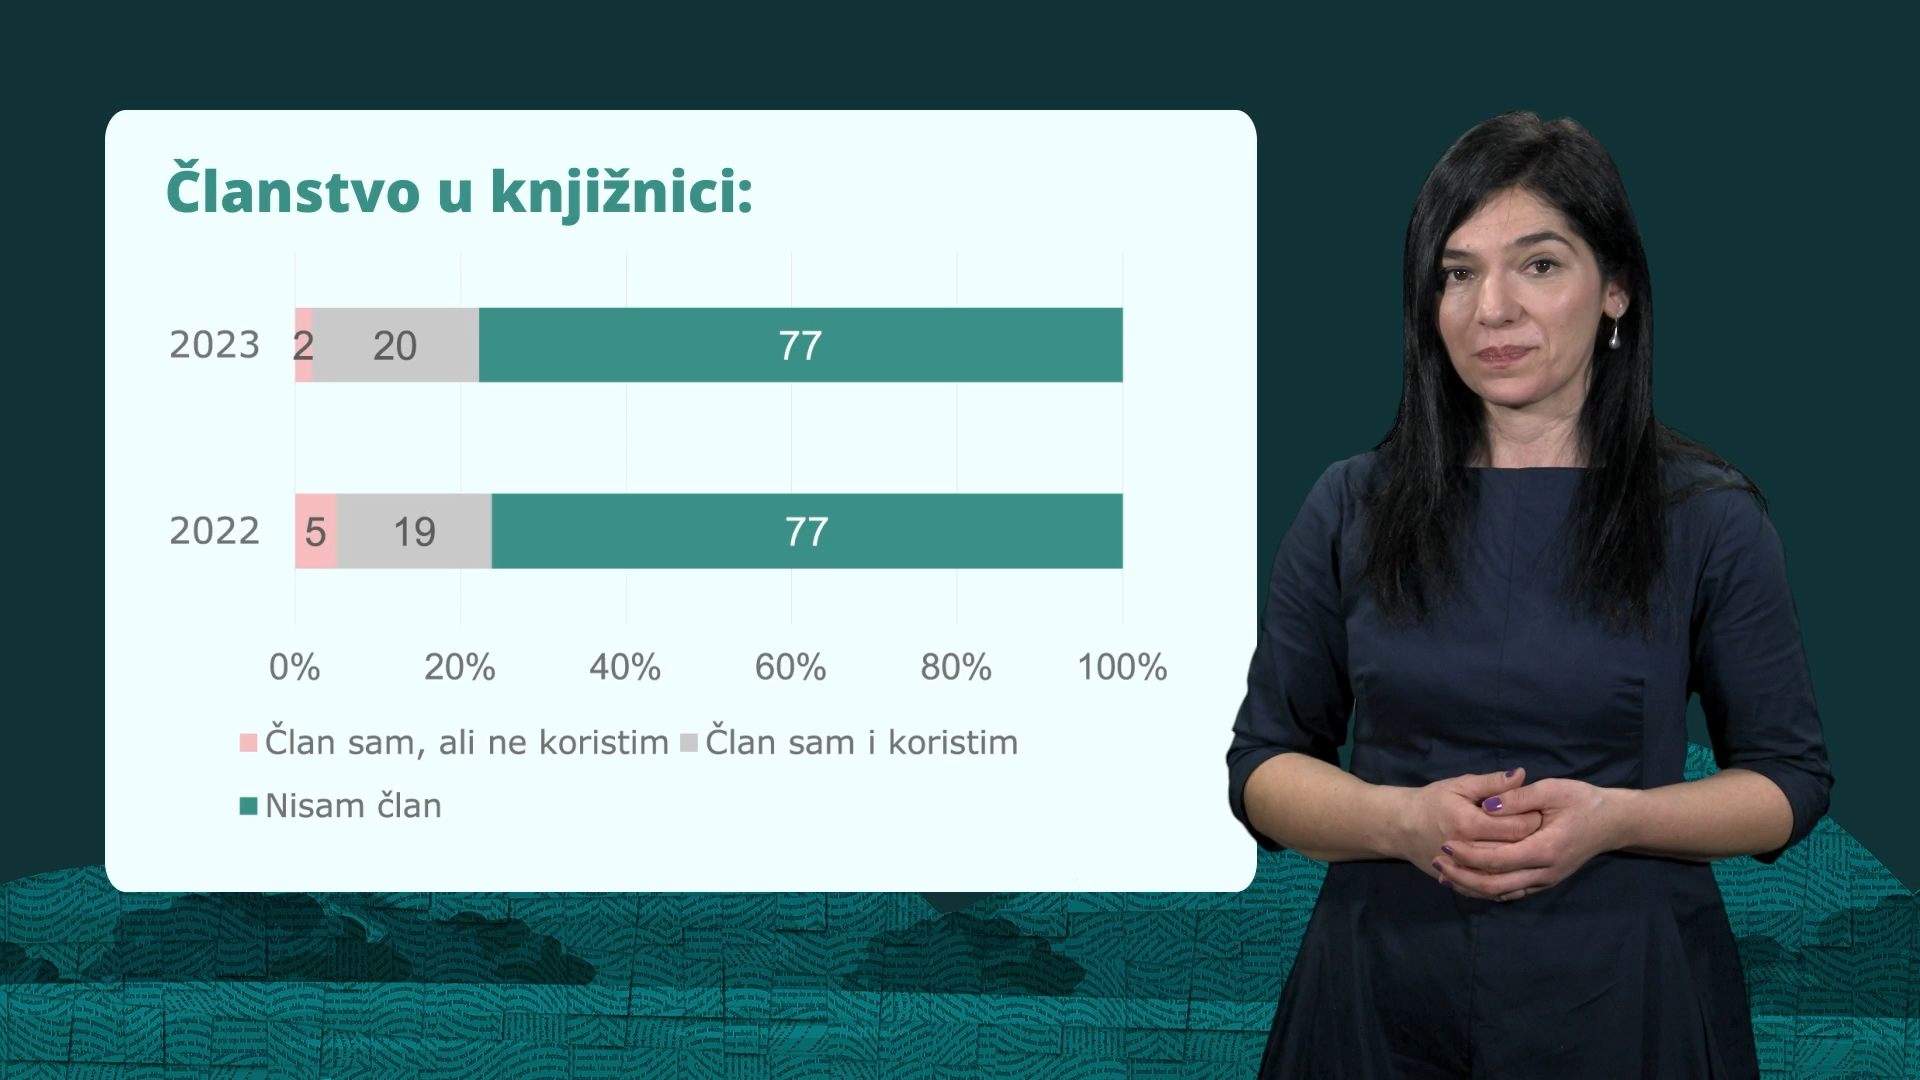 Članstvo u knjižnici:
2023 2 20 77
2022 5 19 77
0% 20% 40% 60% 80% 100%
Član sam, ali ne koristim Član sam i koristim
Nisam član